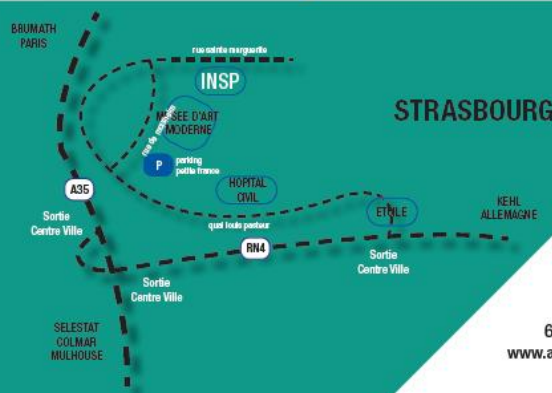 BRUMATH
PARIS
rue sainte marguerite
INSP
STRASBOURG
MUSEE D'ART
MODERNE
P
parking
petite france
A35
HOPITAL
CIVIL
ETOILE
KEHL
ALLEMAGNE
Sortie
Centre Ville
quai louis pasteur
RN4
Sortie
Centre Ville
Sortie
Centre Ville
SELESTAT
COLMAR
MULHOUSE
6
www.a